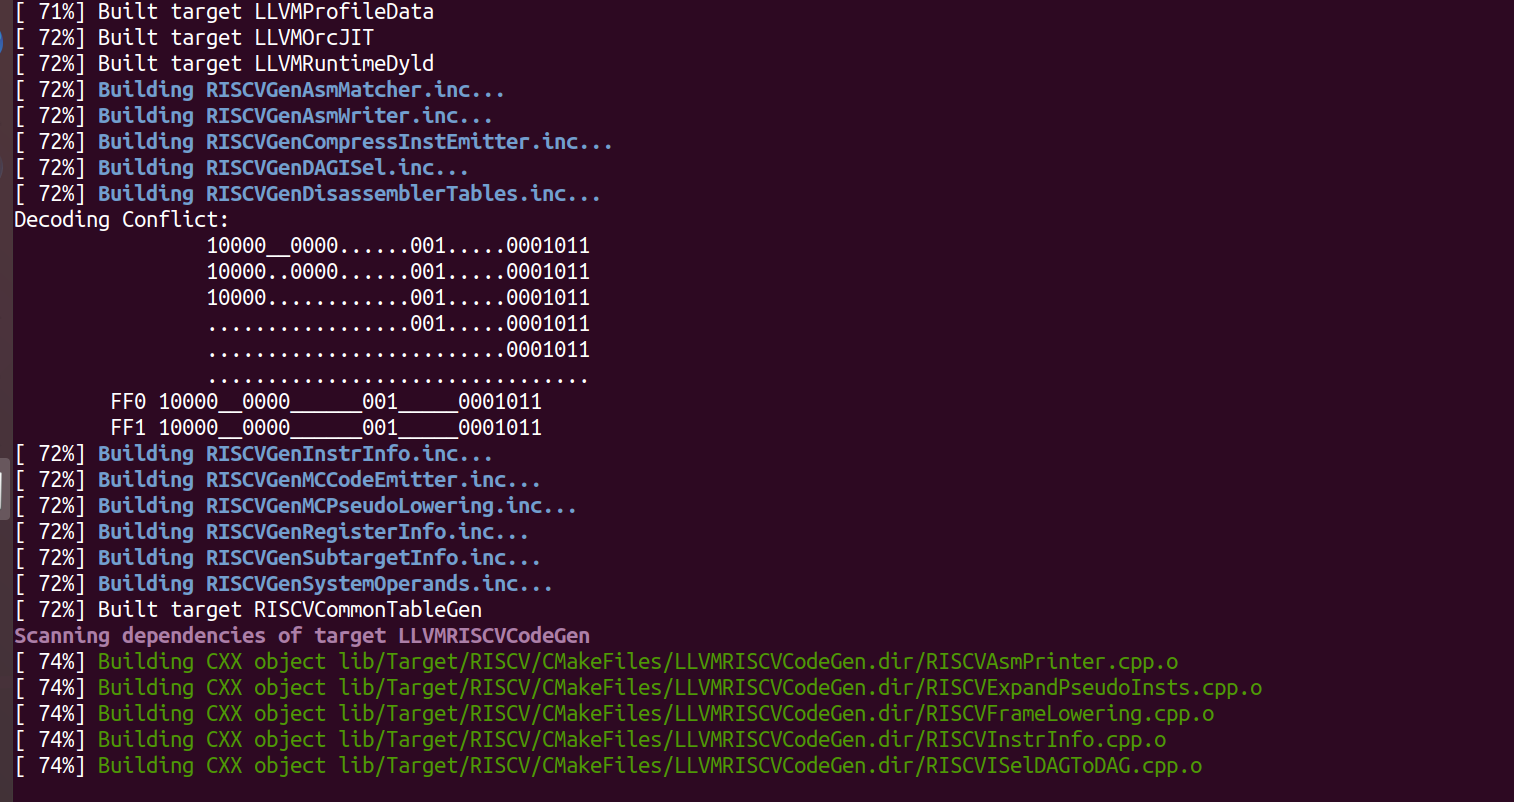 [ 71%] Built target LLVMProfileData
[ 72%] Built target LLVMOrcJIT
[ 72%] Built target LLVMRuntimeDyld
[ 72%] Building RISCVGenAsmMatcher.inc...
[ 72%] Building RISCVGenAsmWriter.inc...
[ 72%] Building RISCVGenCompressInstEmitter.inc...
[ 72%] Building RISCVGenDAGISel.inc...
[ 72%] Building RISCVGenDisassemblerTables.inc...
Decoding Conflict:
10000__0000......001.....0001011
10000..0000......001.....0001011
10000............001.....0001011
.................001.....0001011
.........................0001011
................................
FF0 10000__0000______001_____0001011
FF1 10000__0000______001_____0001011
[ 72%] Building RISCVGenInstrInfo.inc...
[ 72%] Building RISCVGenMCCodeEmitter.inc...
[ 72%] Building RISCVGenMCPseudoLowering.inc...
[ 72%] Building RISCVGenRegisterInfo.inc...
[ 72%] Building RISCVGenSubtargetInfo.inc...
[ 72%] Building RISCVGenSystemOperands.inc...
[ 72%] Built target RISCVCommonTableGen
Scanning dependencies of target LLVMRISCVCodeGen
[ 74%] Building CXX object lib/Target/RISCV/CMakeFiles/LLVMRISCVCodeGen.dir/RISCVAsmPrinter.cpp.o
[ 74%] Building CXX object lib/Target/RISCV/CMakeFiles/LLVMRISCVCodeGen.dir/RISCVExpandPseudoInsts.cpp.o
[ 74%] Building CXX object lib/Target/RISCV/CMakeFiles/LLVMRISCVCodeGen.dir/RISCVFrameLowering.cpp.o
[ 74%] Building CXX object lib/Target/RISCV/CMakeFiles/LLVMRISCVCodeGen.dir/RISCVInstrInfo.cpp.o
[ 74%] Building CXX object lib/Target/RISCV/CMakeFiles/LLVMRISCVCodeGen.dir/RISCVISelDAGToDAG.cpp.o